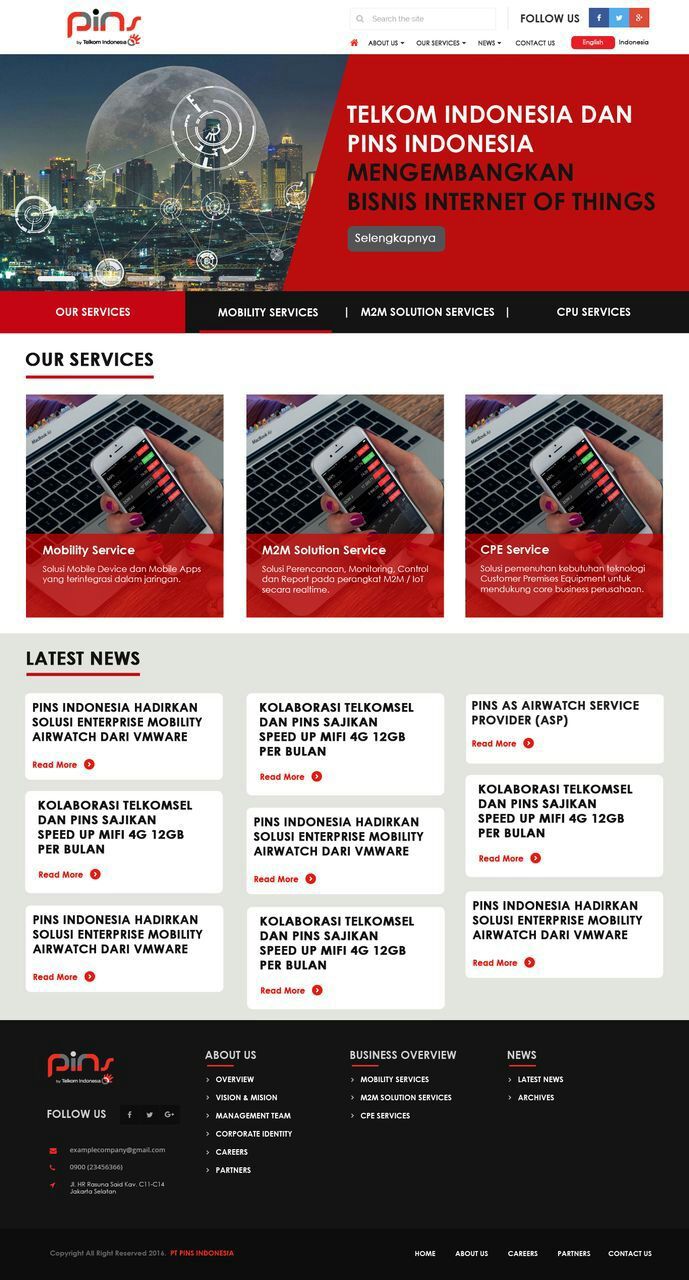 pins
by Telkom Indonesia
Search the site
FOLLOW US
ABOUT US
OUR SERVICES
NEWS
CONTACT US
English
Indonesia
TELKOM INDONESIA DAN
PINS INDONESIA
MENGEMBANGKAN
BISNIS INTERNET OF THINGS
Selengkapnya
OUR SERVICES
MOBILITY SERVICES
| M2M SOLUTION SERVICES |
CPU SERVICES
OUR SERVICES
MacBook Air
Mobility Service
Solusi Mobile Device dan Mobile Apps
yang terintegrasi dalam jaringan.
MacBook Air
M2M Solution Service
Solusi Perencanaan, Monitoring, Control
dan Report pada perangkat M2M / IoT
secara realtime.
MacBook Air
CPE Service
Solusi pemenuhan kebutuhan teknologi
Customer Premises Equipment untuk
mendukung core business perusahaan.
LATEST NEWS
PINS INDONESIA HADIRKAN
SOLUSI ENTERPRISE MOBILITY
AIRWATCH DARI VMWARE
Read More
KOLABORASI TELKOMSEL
DAN PINS SAJIKAN
SPEED UP MIFI 4G 12GB
PER BULAN
Read More
PINS AS AIRWATCH SERVICE
PROVIDER (ASP)
Read More
KOLABORASI TELKOMSEL
DAN PINS SAJIKAN
SPEED UP MIFI 4G 12GB
PER BULAN
Read More
PINS INDONESIA HADIRKAN
SOLUSI ENTERPRISE MOBILITY
AIRWATCH DARI VMWARE
Read More
KOLABORASI TELKOMSEL
DAN PINS SAJIKAN
SPEED UP MIFI 4G 12GB
PER BULAN
Read More
PINS INDONESIA HADIRKAN
SOLUSI ENTERPRISE MOBILITY
AIRWATCH DARI VMWARE
Read More
KOLABORASI TELKOMSEL
DAN PINS SAJIKAN
SPEED UP MIFI 4G 12GB
PER BULAN
Read More
PINS INDONESIA HADIRKAN
SOLUSI ENTERPRISE MOBILITY
AIRWATCH DARI VMWARE
Read More
pins
by Telkom Indonesia
FOLLOW US
examplecompany@gmail.com
0900 (23456366)
Jl. HR Rasuna Said Kav. C11-C14
Jakarta Selatan
ABOUT US
OVERVIEW
VISION & MISION
MANAGEMENT TEAM
CORPORATE IDENTITY
CAREERS
PARTNERS
BUSINESS OVERVIEW
MOBILITY SERVICES
M2M SOLUTION SERVICES
CPE SERVICES
NEWS
LATEST NEWS
ARCHIVES
Copyright All Right Reserved 2016. PT PINS INDONESIA
HOME
ABOUT US
CAREERS
PARTNERS
CONTACT US